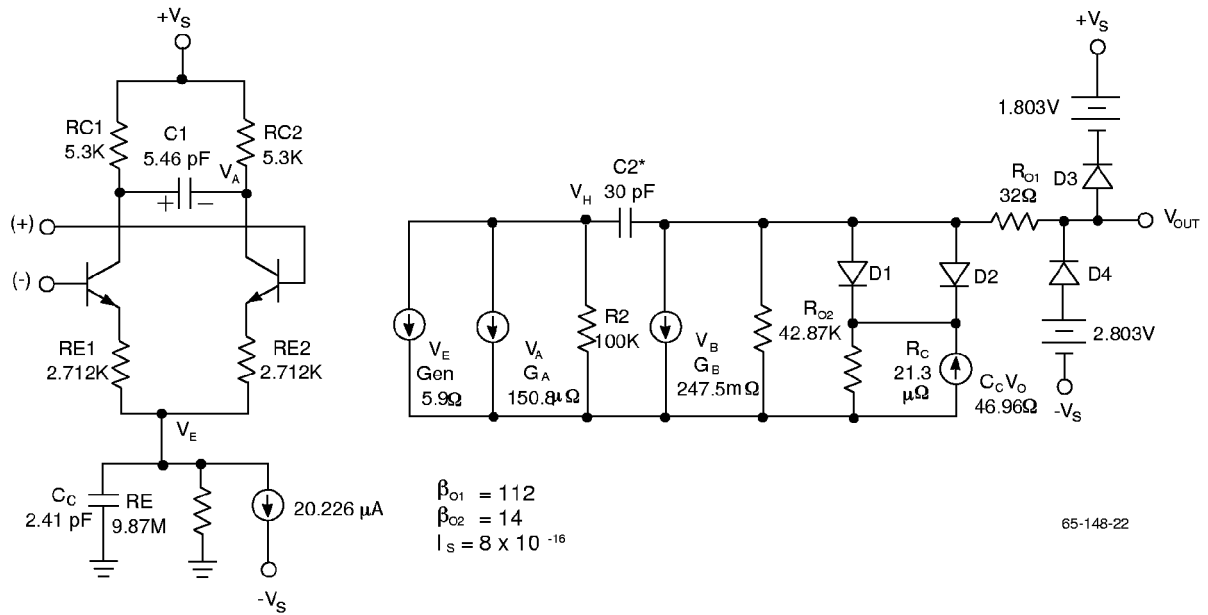 +VS
RC1
5.3K
C1
5.46 pF
RC2
5.3K
VA
+
−
(+)
(-)
RE1
2.712K
RE2
2.712K
VE
CC
2.41 pF
RE
9.87M
20.226 µA
-VS
VH
C2*
30 pF
VE
Gen
5.9Ω
VA
GA
150.8µΩ
R2
100K
VB
GB
247.5mΩ
RO2
42.87K
D1
D2
RC
21.3
µΩ
CCVO
46.96Ω
RO1
32Ω
+VS
1.803V
D3
VOUT
D4
2.803V
-VS
βO1 = 112
βO2 = 14
IS = 8 x 10 -16
65-148-22